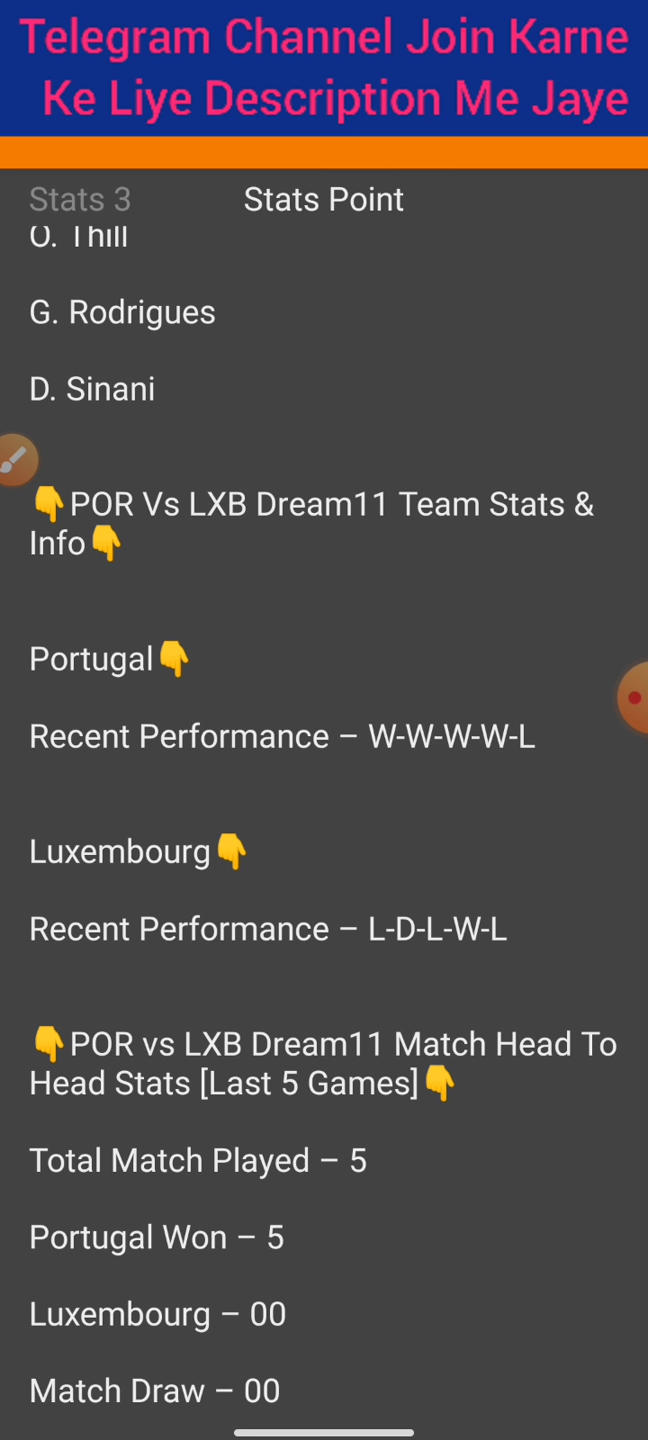 Telegram Channel Join Karne
Ke Liye Description Me Jaye
Stats 3 Stats Point
O. Thill
G. Rodrigues
D. Sinani
👇POR Vs LXB Dream11 Team Stats &
Info👇
Portugal👇
Recent Performance – W-W-W-W-L
Luxembourg👇
Recent Performance – L-D-L-W-L
👇POR vs LXB Dream11 Match Head To
Head Stats [Last 5 Games]👇
Total Match Played – 5
Portugal Won – 5
Luxembourg – 00
Match Draw – 00